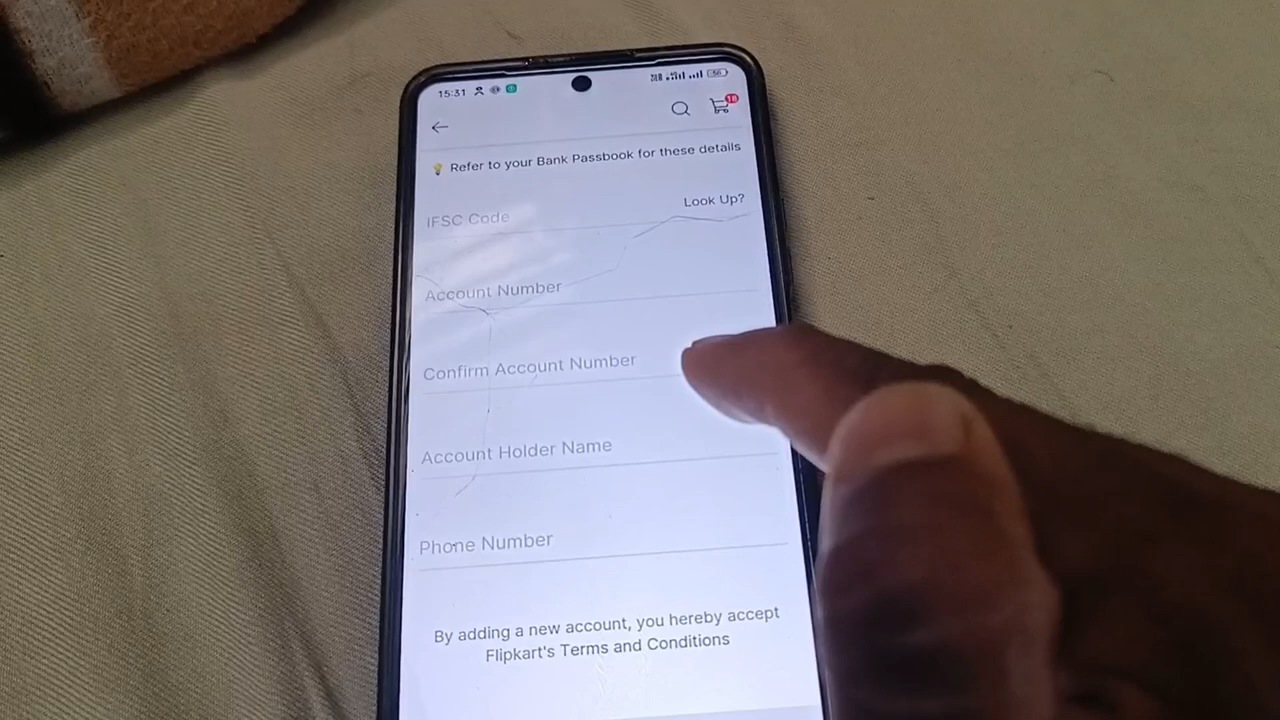 15:31
18
Refer to your Bank Passbook for these details
IFSC Code
Look Up?
Account Number
Confirm Account Number
Account Holder Name
Phone Number
By adding a new account, you hereby accept
Flipkart's Terms and Conditions